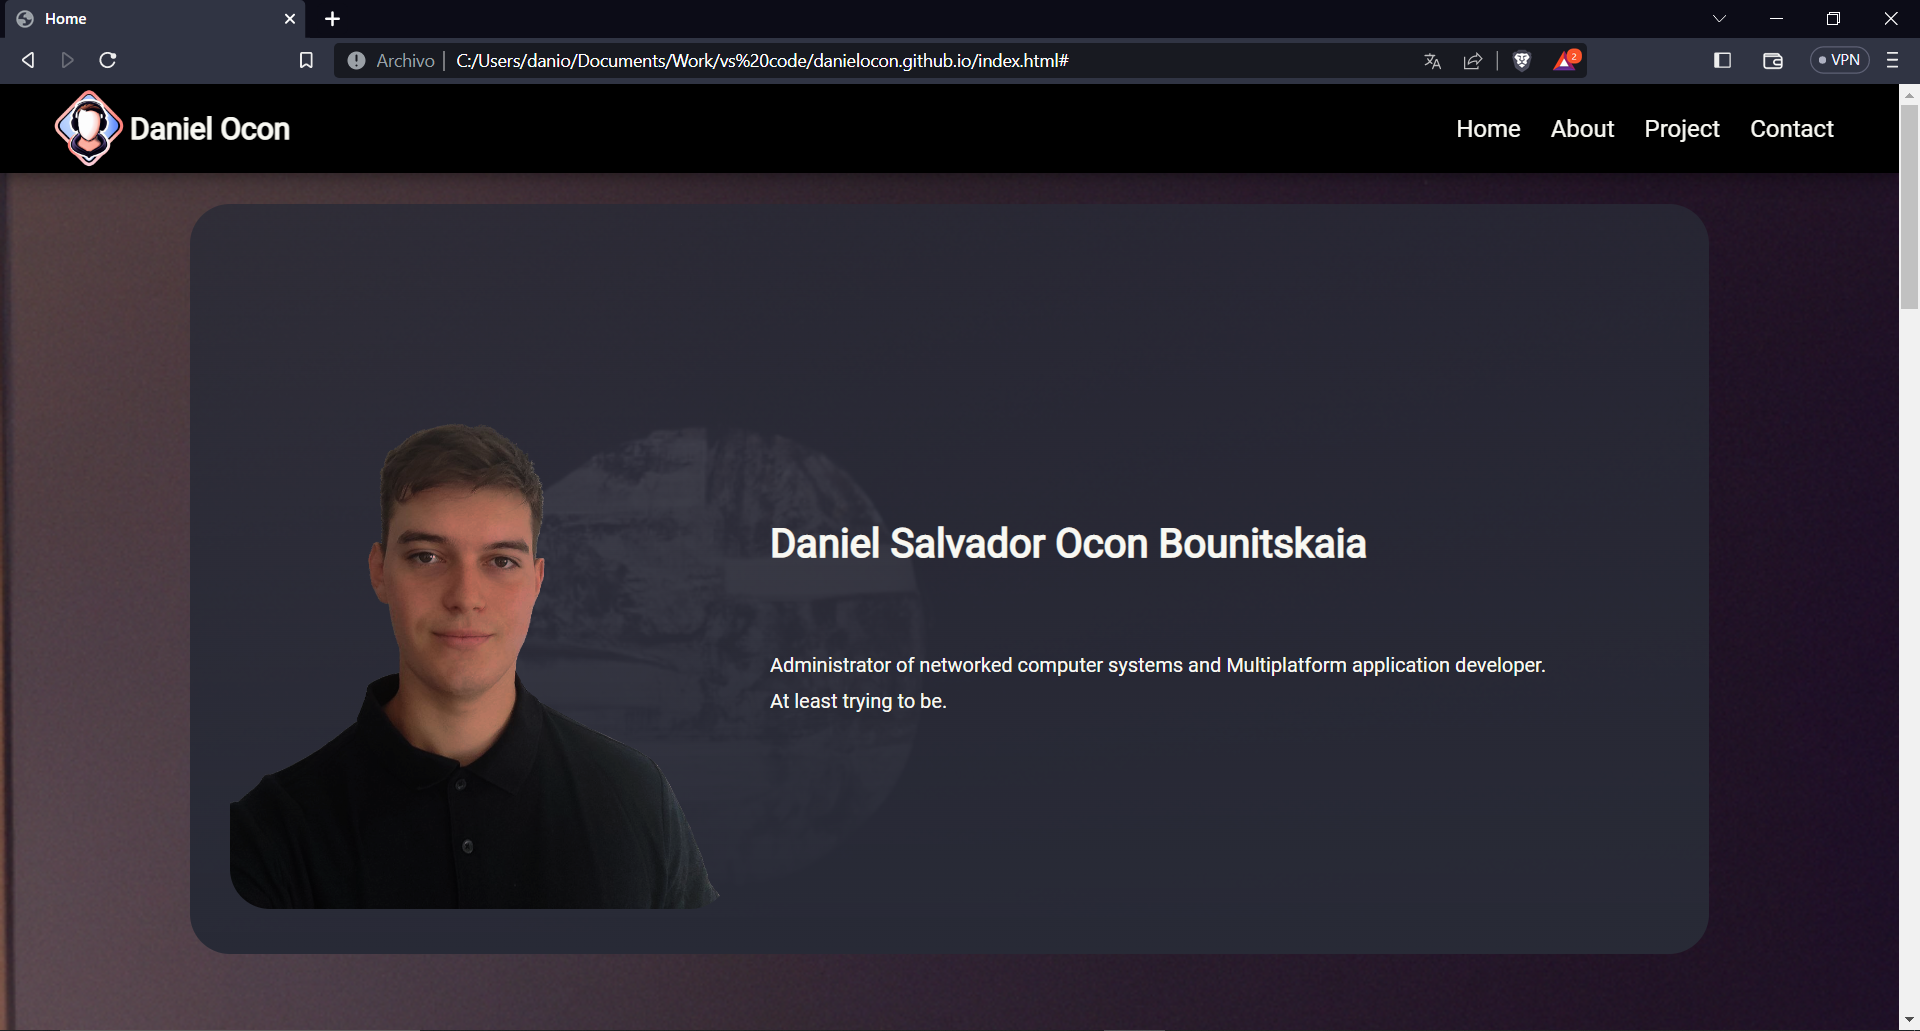 Home
Archivo
C:/Users/danio/Documents/Work/vs%20code/danielocon.github.io/index.html#
2
VPN
Daniel Ocon
Home About Project Contact
Daniel Salvador Ocon Bounitskaia
Administrator of networked computer systems and Multiplatform application developer.
At least trying to be.